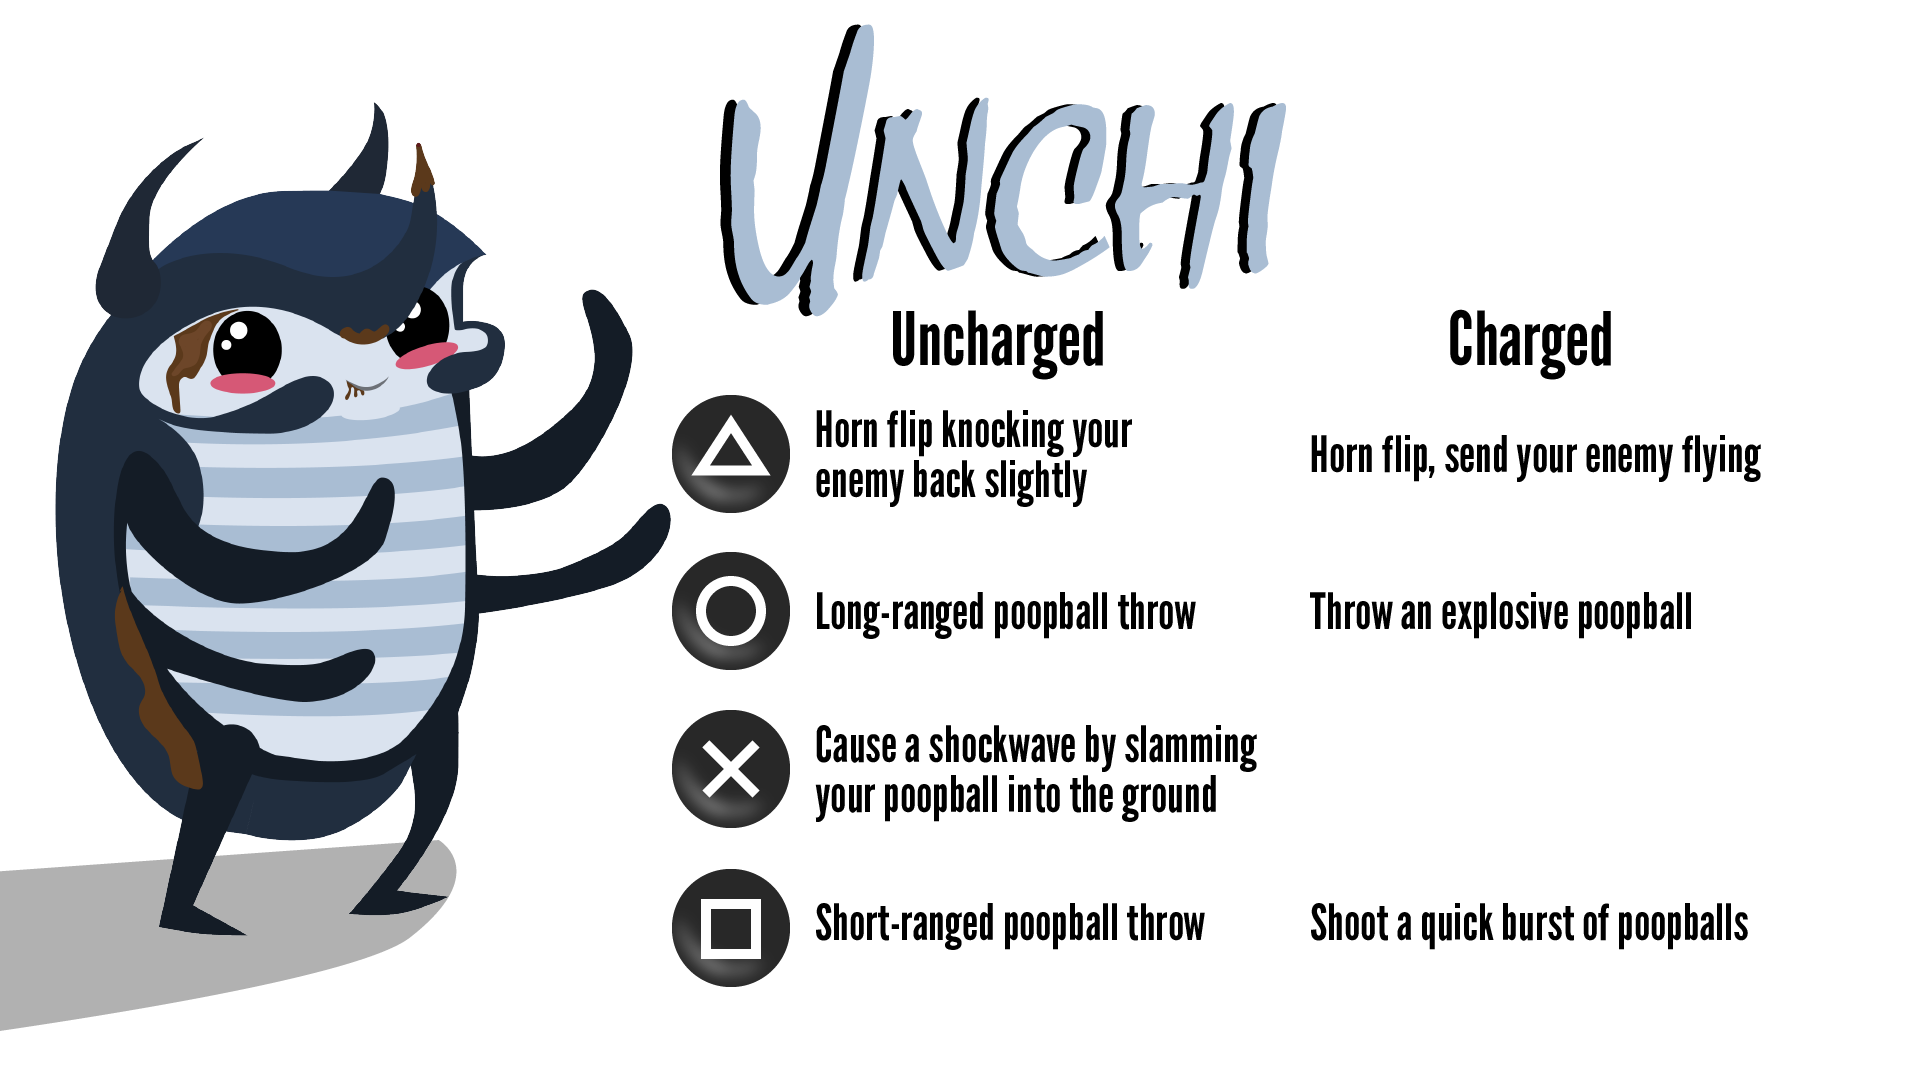 UNCHI
Uncharged
Charged
Horn flip knocking your
enemy back slightly
Horn flip, send your enemy flying
Long-ranged poopball throw
Throw an explosive poopball
Cause a shockwave by slamming
your poopball into the ground
Short-ranged poopball throw
Shoot a quick burst of poopballs